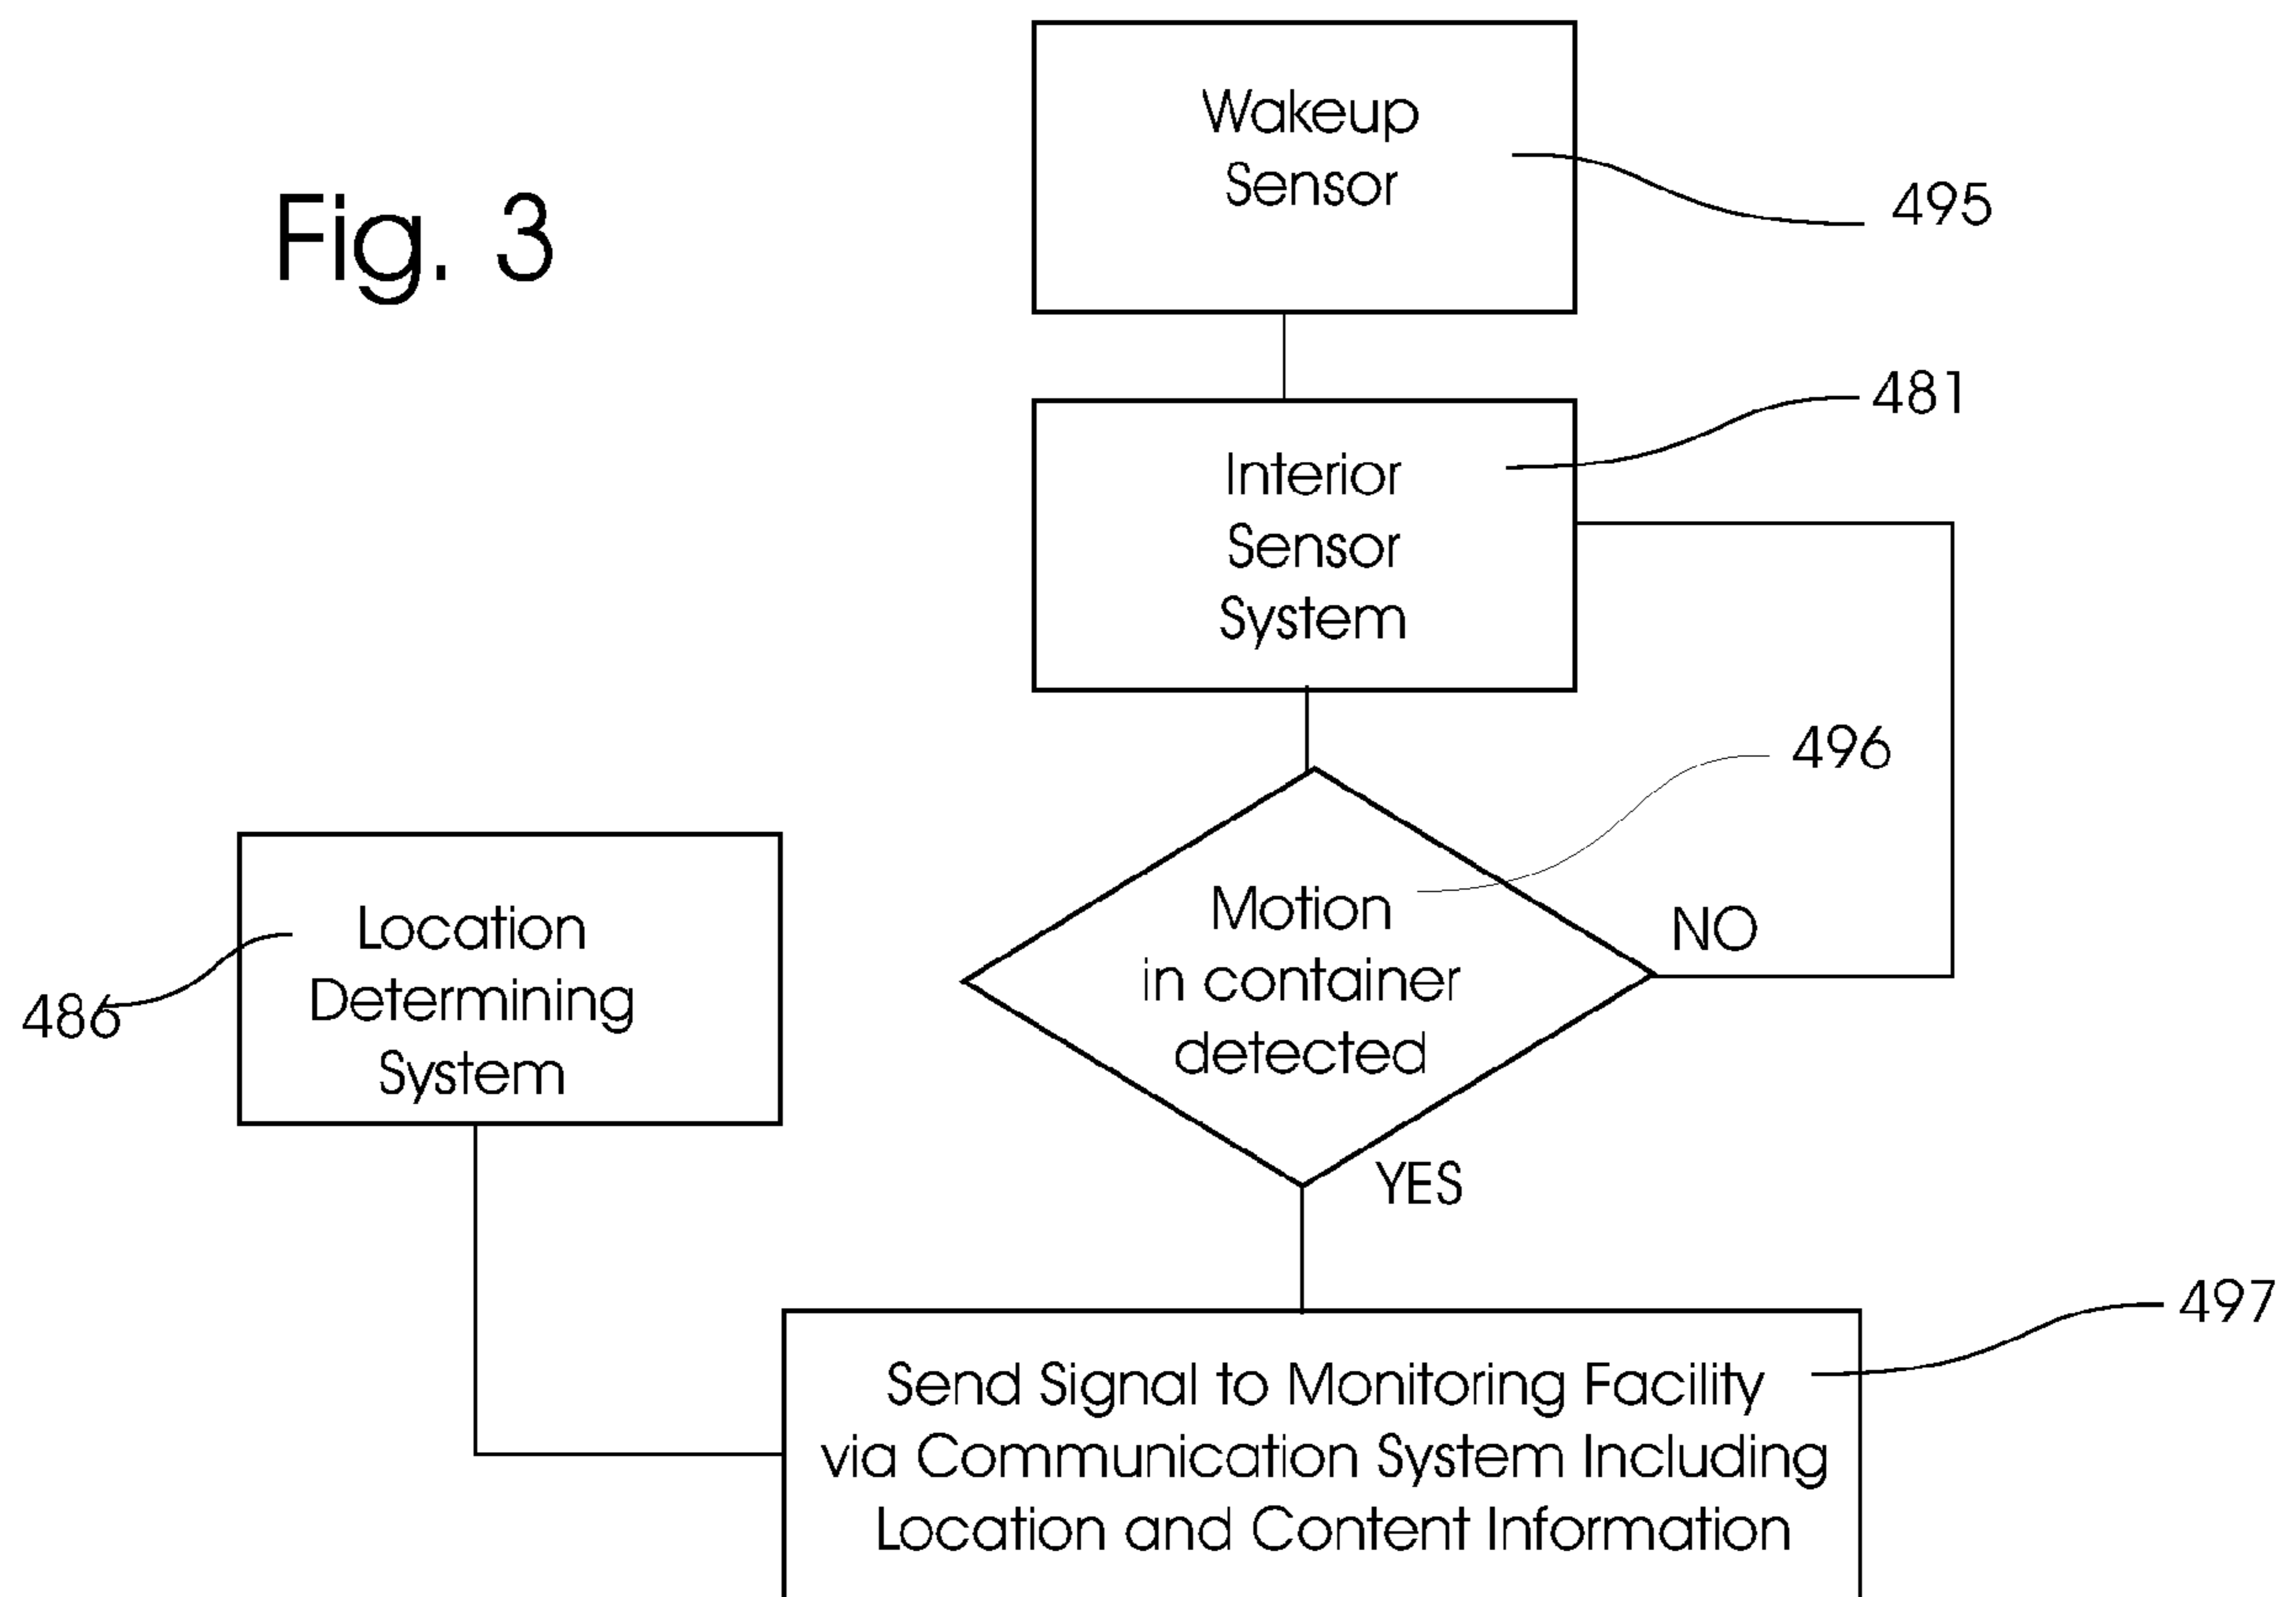 Fig. 3
Wakeup
Sensor
495
Interior
Sensor
System
481
Motion
in container
detected
496
NO
YES
Location
Determining
System
486
Send Signal to Monitoring Facility
via Communication System Including
Location and Content Information
497